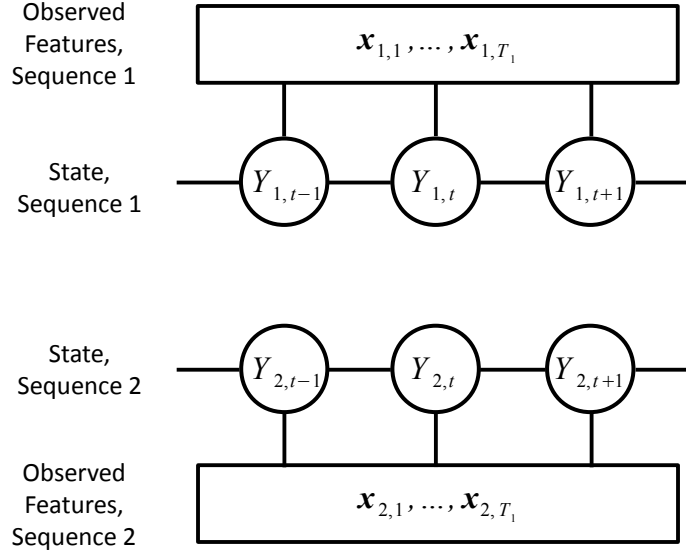 Observed
Features,
Sequence 1
x1,1 ,..., x1,T1
State,
Sequence 1
Y1, t−1
Y1, t
Y1, t+1
State,
Sequence 2
Y2,t−1
Y2,t
Y2,t+1
Observed
Features,
Sequence 2
x2,1 ,..., x2,T1